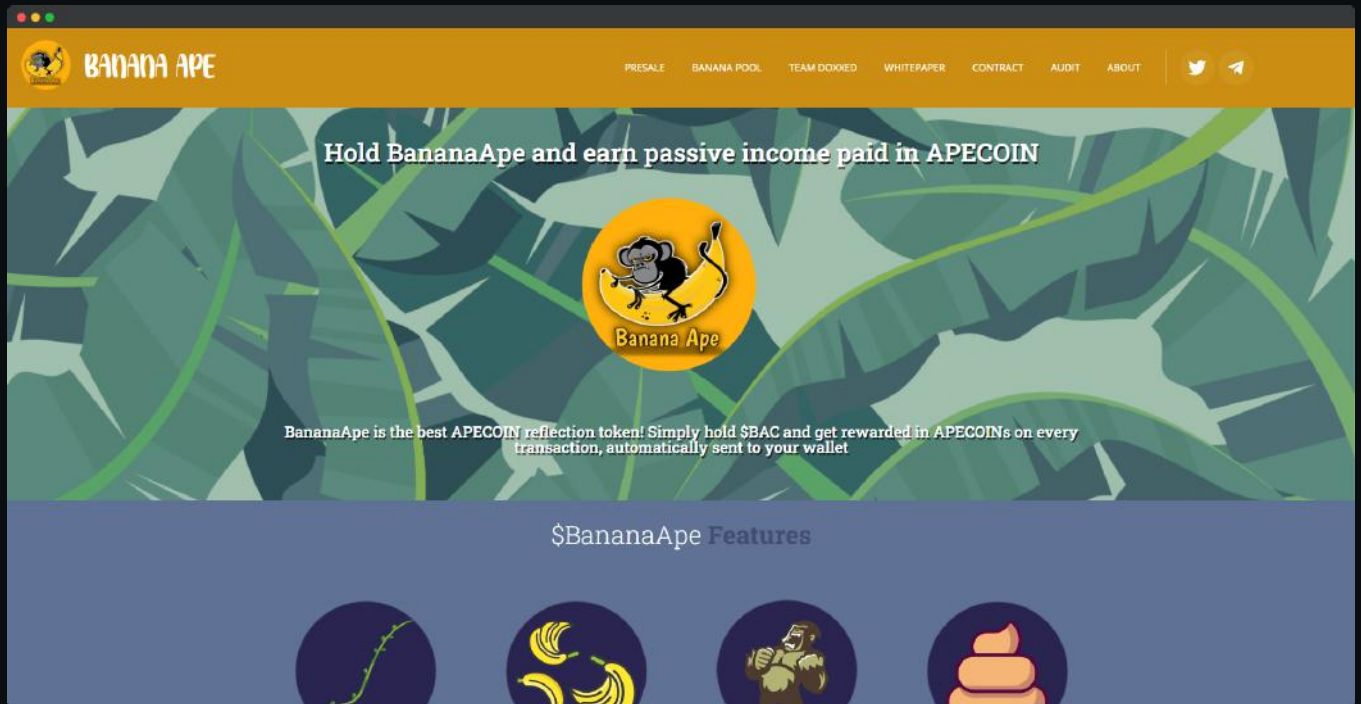 BANANA APE
PRESALE
BANANA POOL
TEAM DOXXED
WHITEPAPER
CONTRACT
AUDIT
ABOUT
Hold BananaApe and earn passive income paid in APECOIN
Banana Ape
BananaApe is the best APECOIN reflection token! Simply hold $BAC and get rewarded in APECOINs on every
transaction, automatically sent to your wallet
$BananaApe Features